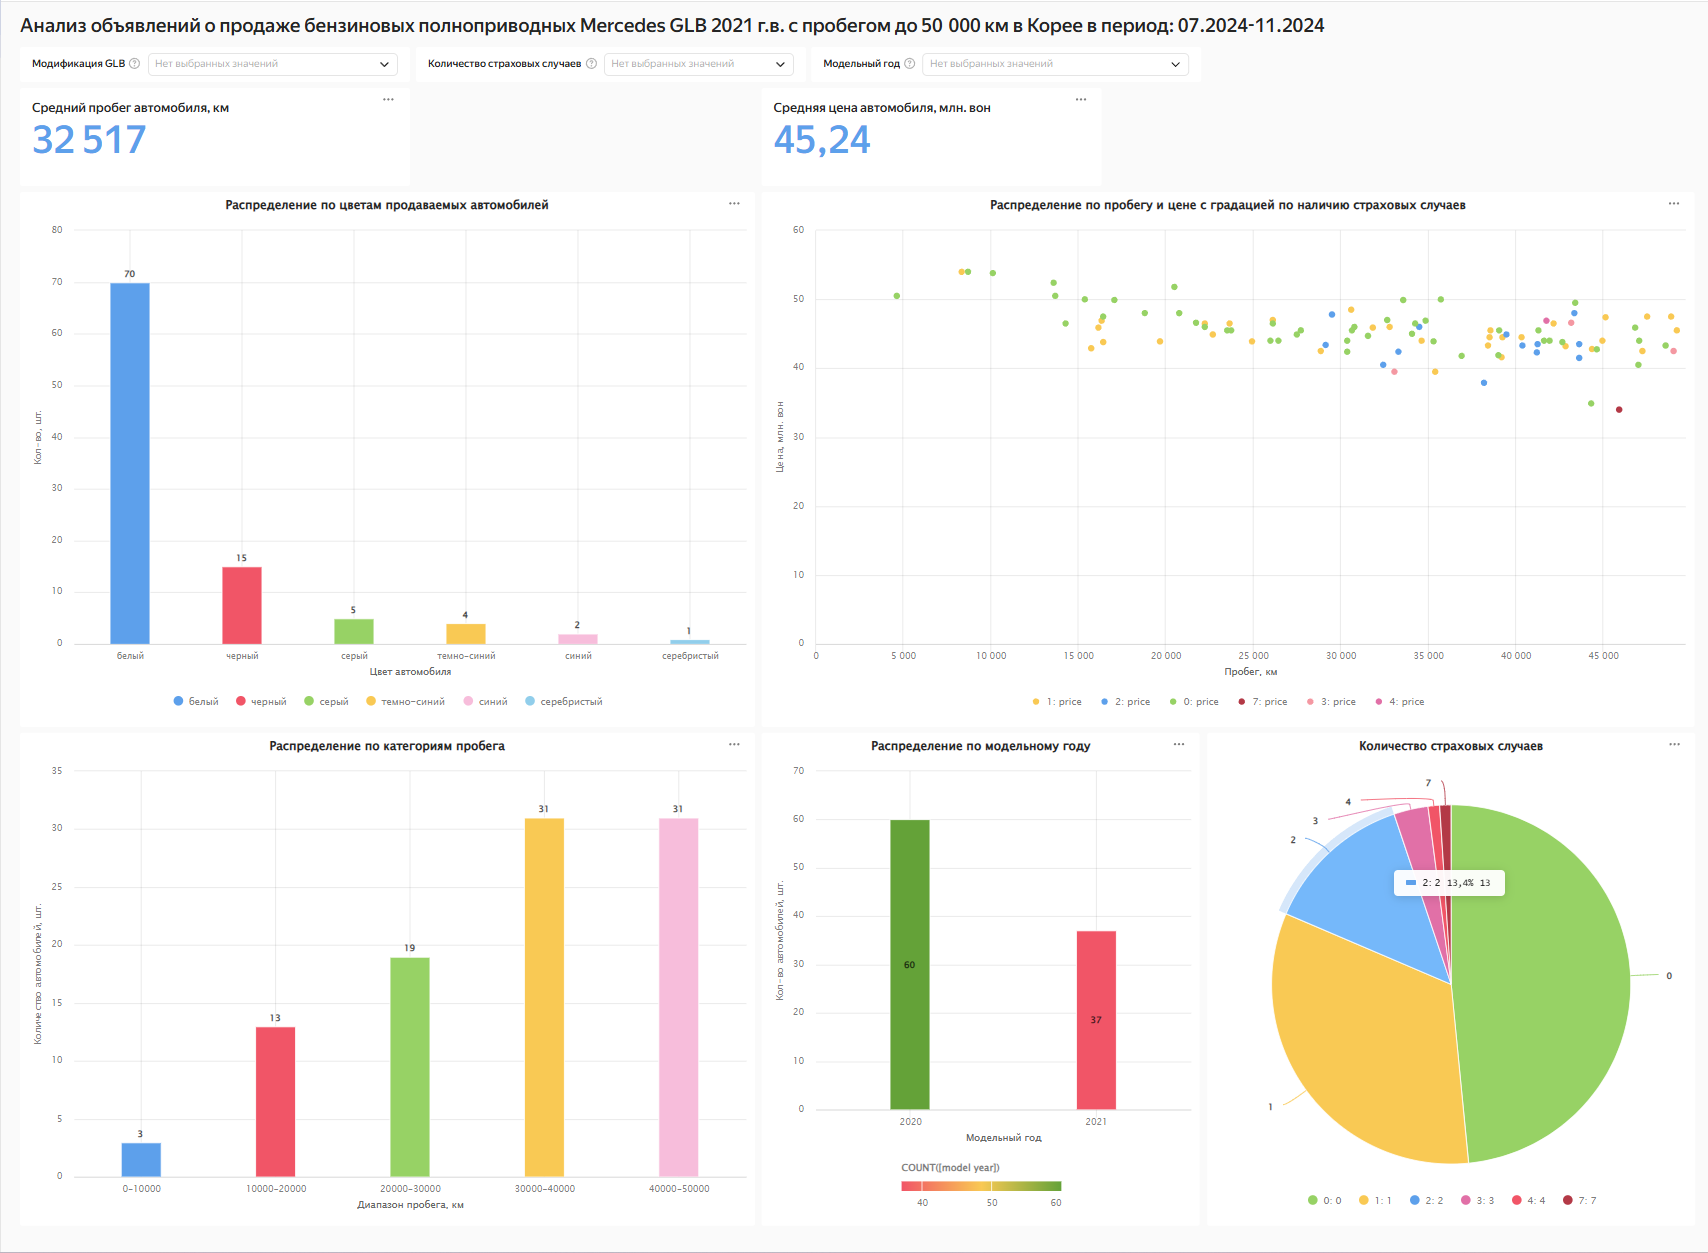 Анализ объявлений о продаже бензиновых полноприводных Mercedes GLB 2021 г.в. с пробегом до 50 000 км в Корее в период: 07.2024-11.2024
Модификация GLB ? Нет выбранных значений
Количество страховых случаев ? Нет выбранных значений
Модельный год ? Нет выбранных значений
Средний пробег автомобиля, км
32 517
Средняя цена автомобиля, млн. вон
45,24
Распределение по цветам продаваемых автомобилей
80
70
60
50
40
30
20
10
0
Кол-во, шт.
70
15
5
4
2
1
белый черный серый темно-синий синий серебристый
Цвет автомобиля
белый черный серый темно-синий синий серебристый
Распределение по пробегу и цене с градацией по наличию страховых случаев
60
50
40
30
20
10
0
Цена, млн. вон
0 5 000 10 000 15 000 20 000 25 000 30 000 35 000 40 000 45 000
Пробег, км
1: price 2: price 0: price 7: price 3: price 4: price
Распределение по категориям пробега
35
30
25
20
15
10
5
0
Количество автомобилей, шт.
3
13
19
31
31
0-10000 10000-20000 20000-30000 30000-40000 40000-50000
Диапазон пробега, км
Распределение по модельному году
70
60
50
40
30
20
10
0
Кол-во автомобилей, шт.
60
37
2020 2021
Модельный год
COUNT([model year])
40 50 60
Количество страховых случаев
7
4
3
2
2: 2 13,4% 13
0
1
0: 0 1: 1 2: 2 3: 3 4: 4 7: 7